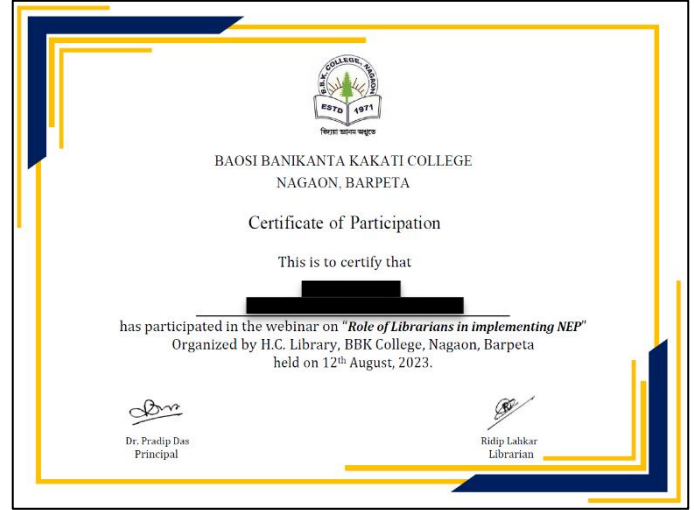 B.B.K. COLLEGE, NAGAON
ESTD 1971
BAOSI BANIKANTA KAKATI COLLEGE
NAGAON, BARPETA
Certificate of Participation
This is to certify that
has participated in the webinar on “Role of Librarians in implementing NEP”
Organized by H.C. Library, BBK College, Nagaon, Barpeta
held on 12th August, 2023.
Dr. Pradip Das
Principal
Ridip Lahkar
Librarian